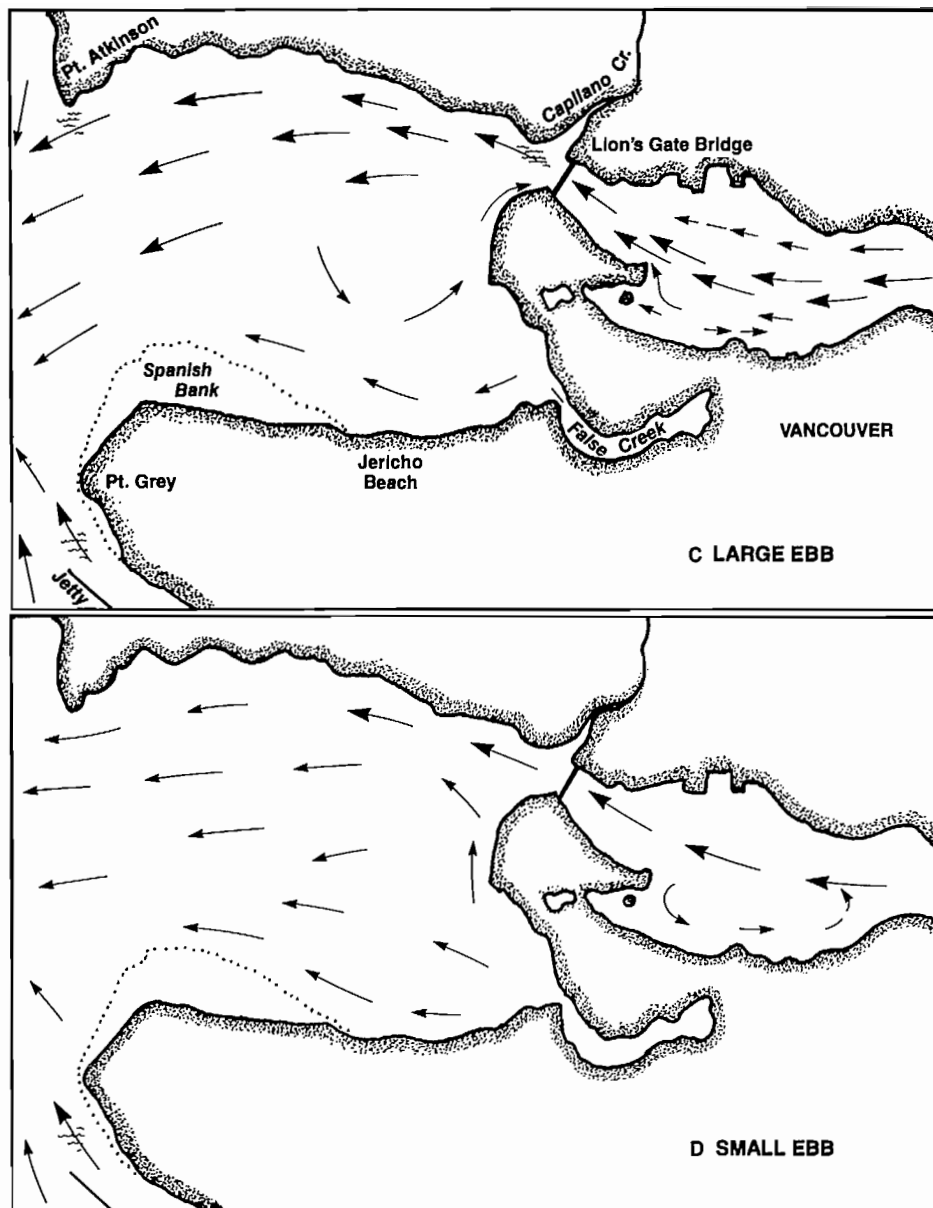 Pt. Atkinson
Capilano Cr.
Lion's Gate Bridge
Spanish
Bank
False Creek
VANCOUVER
Jericho
Beach
Pt. Grey
C LARGE EBB
Jetty
D SMALL EBB